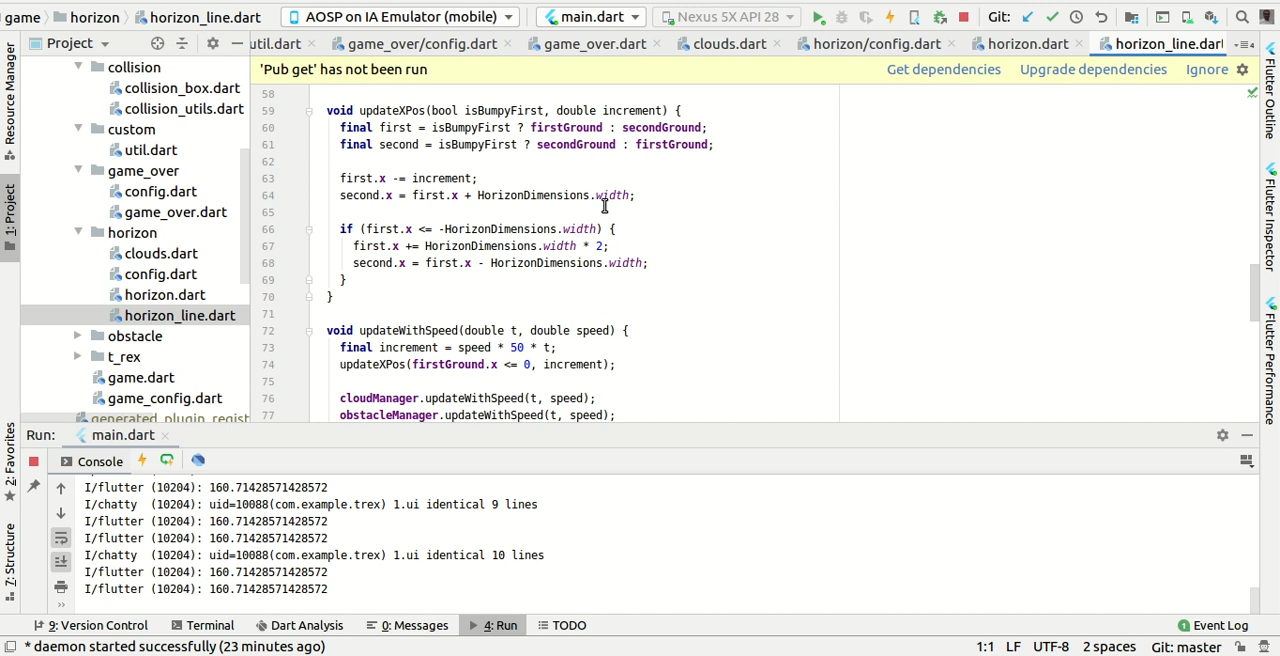 game horizon horizon_line.dart AOSP on IA Emulator (mobile) main.dart Nexus 5X API 28 Git:
Project util.dart game_over/config.dart game_over.dart clouds.dart horizon/config.dart horizon.dart horizon_line.dart
'Pub get' has not been run Get dependencies Upgrade dependencies Ignore
Resource Manager
1: Project
2: Favorites
7: Structure
collision
collision_box.dart
collision_utils.dart
custom
util.dart
game_over
config.dart
game_over.dart
horizon
clouds.dart
config.dart
horizon.dart
horizon_line.dart
obstacle
t_rex
game.dart
game_config.dart
generated_plugin_regist
58
59 void updateXPos(bool isBumpyFirst, double increment) {
60 final first = isBumpyFirst ? firstGround : secondGround;
61 final second = isBumpyFirst ? secondGround : firstGround;
62
63 first.x -= increment;
64 second.x = first.x + HorizonDimensions.width;
65
66 if (first.x <= -HorizonDimensions.width) {
67 first.x += HorizonDimensions.width * 2;
68 second.x = first.x - HorizonDimensions.width;
69 }
70 }
71
72 void updateWithSpeed(double t, double speed) {
73 final increment = speed * 50 * t;
74 updateXPos(firstGround.x <= 0, increment);
75
76 cloudManager.updateWithSpeed(t, speed);
77 obstacleManager.updateWithSpeed(t, speed);
Flutter Outline
Flutter Inspector
Flutter Performance
Run: main.dart
Console
I/flutter (10204): 160.71428571428572
I/chatty (10204): uid=10088(com.example.trex) 1.ui identical 9 lines
I/flutter (10204): 160.71428571428572
I/flutter (10204): 160.71428571428572
I/chatty (10204): uid=10088(com.example.trex) 1.ui identical 10 lines
I/flutter (10204): 160.71428571428572
I/flutter (10204): 160.71428571428572
9: Version Control Terminal Dart Analysis 0: Messages 4: Run TODO 1 Event Log
* daemon started successfully (23 minutes ago) 1:1 LF UTF-8 2 spaces Git: master